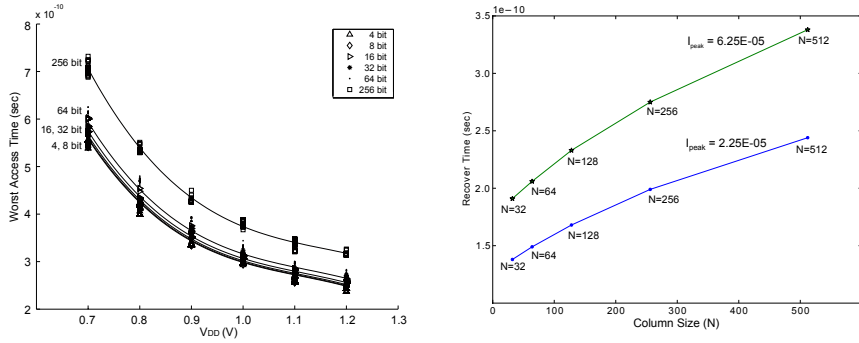 x 10⁻¹⁰
8
7
6
5
4
3
2
Worst Access Time (sec)
256 bit
64 bit
16, 32 bit
4, 8 bit
4 bit
8 bit
16 bit
32 bit
64 bit
256 bit
0.6 0.7 0.8 0.9 1.0 1.1 1.2 1.3
VDD (V)
1e−10
3.5
3.0
2.5
2.0
1.5
Recover Time (sec)
Ipeak = 6.25E-05
N=512
N=256
N=128
N=64
N=32
Ipeak = 2.25E-05
N=512
N=256
N=128
N=64
N=32
0 100 200 300 400 500
Column Size (N)